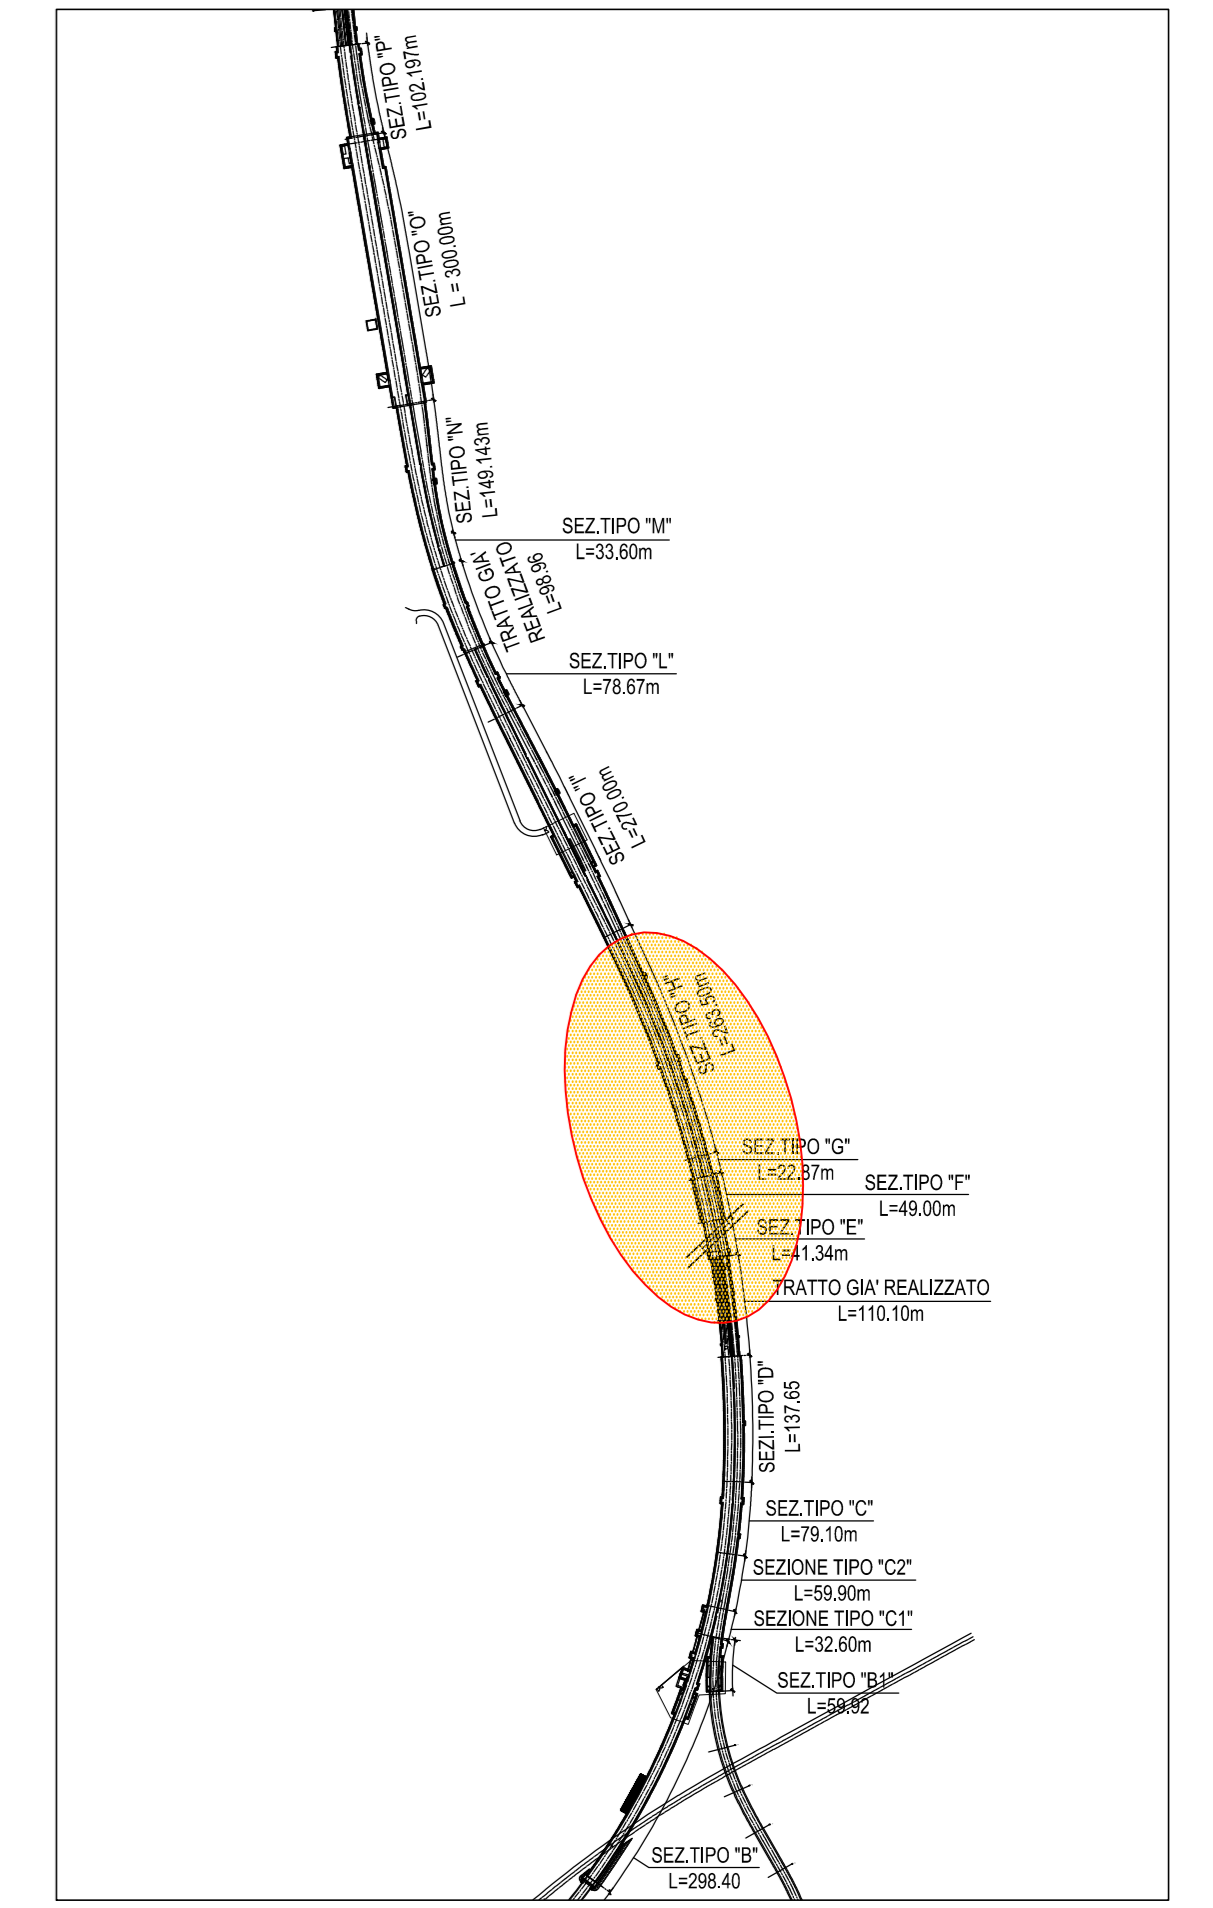 SEZ.TIPO "P"
L=102.197m
SEZ.TIPO "O"
L = 300.00m
SEZ.TIPO "N"
L=149.143m
SEZ.TIPO "M"
L=33.60m
TRATTO GIA'
REALIZZATO
L=98.96
SEZ.TIPO "L"
L=78.67m
SEZ.TIPO "I"
L=270.00m
SEZ.TIPO "H"
L=263.50m
SEZ.TIPO "G"
L=22.87m
SEZ.TIPO "F"
L=49.00m
SEZ.TIPO "E"
L=41.34m
TRATTO GIA' REALIZZATO
L=110.10m
SEZI.TIPO "D"
L=137.65
SEZ.TIPO "C"
L=79.10m
SEZIONE TIPO "C2"
L=59.90m
SEZIONE TIPO "C1"
L=32.60m
SEZ.TIPO "B1"
L=59.92
SEZ.TIPO "B"
L=298.40